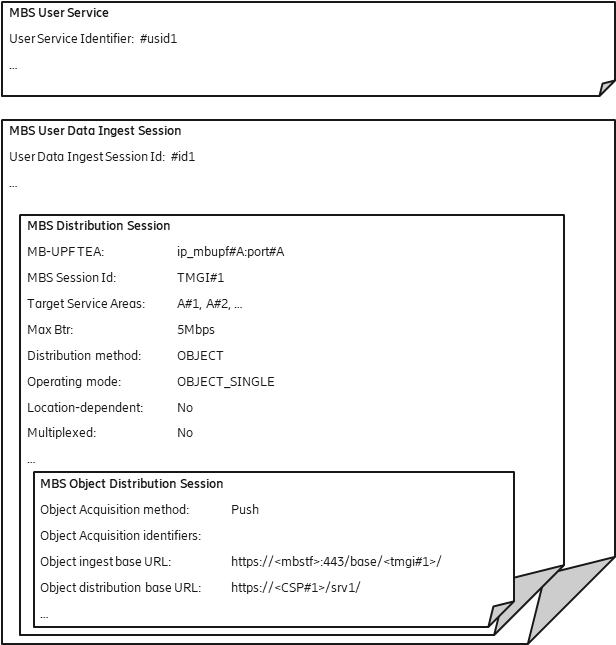 MBS User Service
User Service Identifier: #usid1
...
MBS User Data Ingest Session
User Data Ingest Session Id: #id1
...
MBS Distribution Session
MB-UPF TEA: ip_mbupf#A:port#A
MBS Session Id: TMGI#1
Target Service Areas: A#1, A#2, ...
Max Btr: 5Mbps
Distribution method: OBJECT
Operating mode: OBJECT_SINGLE
Location-dependent: No
Multiplexed: No
...
MBS Object Distribution Session
Object Acquisition method: Push
Object Acquisition identifiers:
Object ingest base URL: https://<mbstf>:443/base/<tmgi#1>/
Object distribution base URL: https://<CSP#1>/srv1/
...